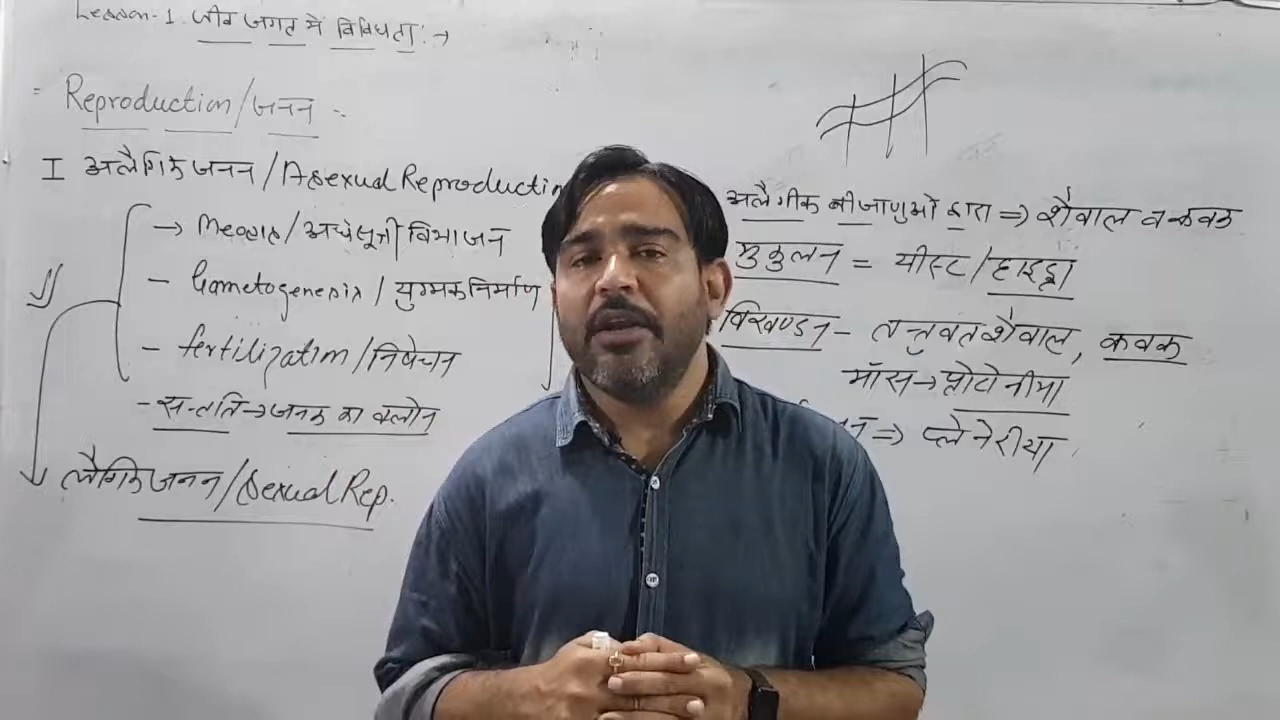 Lesson-1. जीव जगत मे विविधता :→
Reproduction/जनन :-
I अलैंगिक जनन / Asexual Reproduction
→ Meosis/अर्धसूत्री विभाजन
- Gametogenesis / युग्मक निर्माण
- fertilization/निषेचन
- सन्तति → जनक का क्लोन
लैंगिक जनन/Sexual Rep.
अलैगीक बीजाणुओ द्वारा ⇒ शैवाल व कवक
मुकुलन = यीस्ट/हाइड्रा
विखण्डन - तन्तुवत शैवाल, कवक
मॉस → प्रोटोनीमा
⇒ प्लेनेरीया